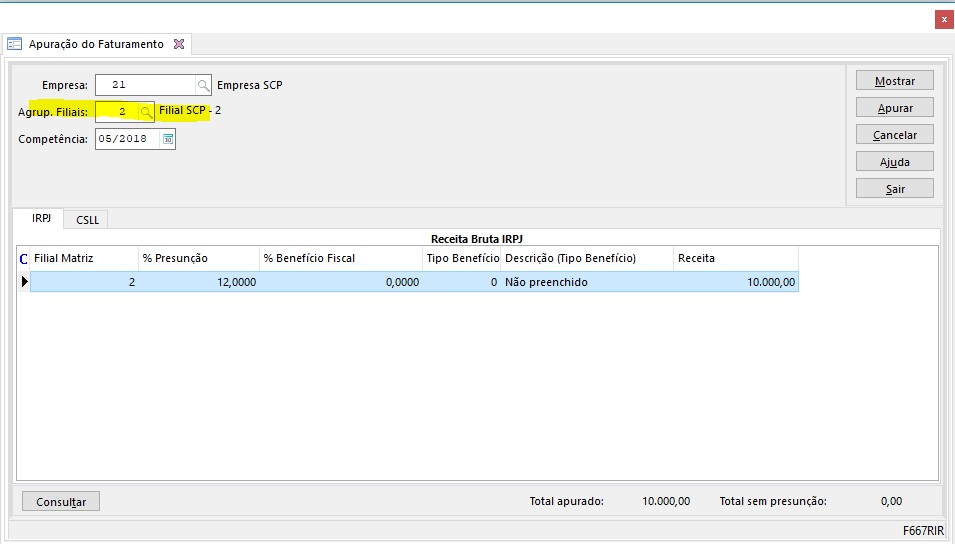 x
Apuração do Faturamento
Empresa: 21 Empresa SCP
Mostrar
Agrup. Filiais: 2 Filial SCP - 2
Apurar
Competência: 05/2018
Cancelar
Ajuda
Sair
IRPJ CSLL
Receita Bruta IRPJ
C Filial Matriz % Presunção % Benefício Fiscal Tipo Benefício Descrição (Tipo Benefício) Receita
2 12,0000 0,0000 0 Não preenchido 10.000,00
Consultar Total apurado: 10.000,00 Total sem presunção: 0,00
F667RIR